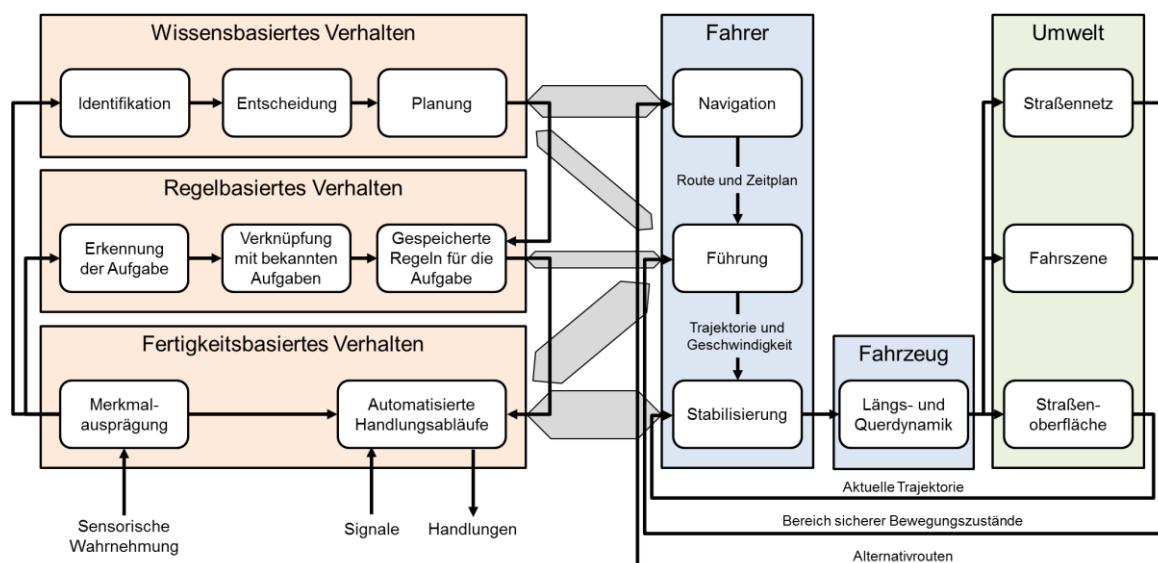 Wissensbasiertes Verhalten
Identifikation
Entscheidung
Planung
Regelbasiertes Verhalten
Erkennung
der Aufgabe
Verknüpfung
mit bekannten
Aufgaben
Gespeicherte
Regeln für die
Aufgabe
Fertigkeitsbasiertes Verhalten
Merkmal-
ausprägung
Automatisierte
Handlungsabläufe
Sensorische
Wahrnehmung
Signale
Handlungen
Fahrer
Navigation
Route und Zeitplan
Führung
Trajektorie und
Geschwindigkeit
Stabilisierung
Fahrzeug
Längs- und
Querdynamik
Umwelt
Straßennetz
Fahrszene
Straßen-
oberfläche
Aktuelle Trajektorie
Bereich sicherer Bewegungszustände
Alternativrouten